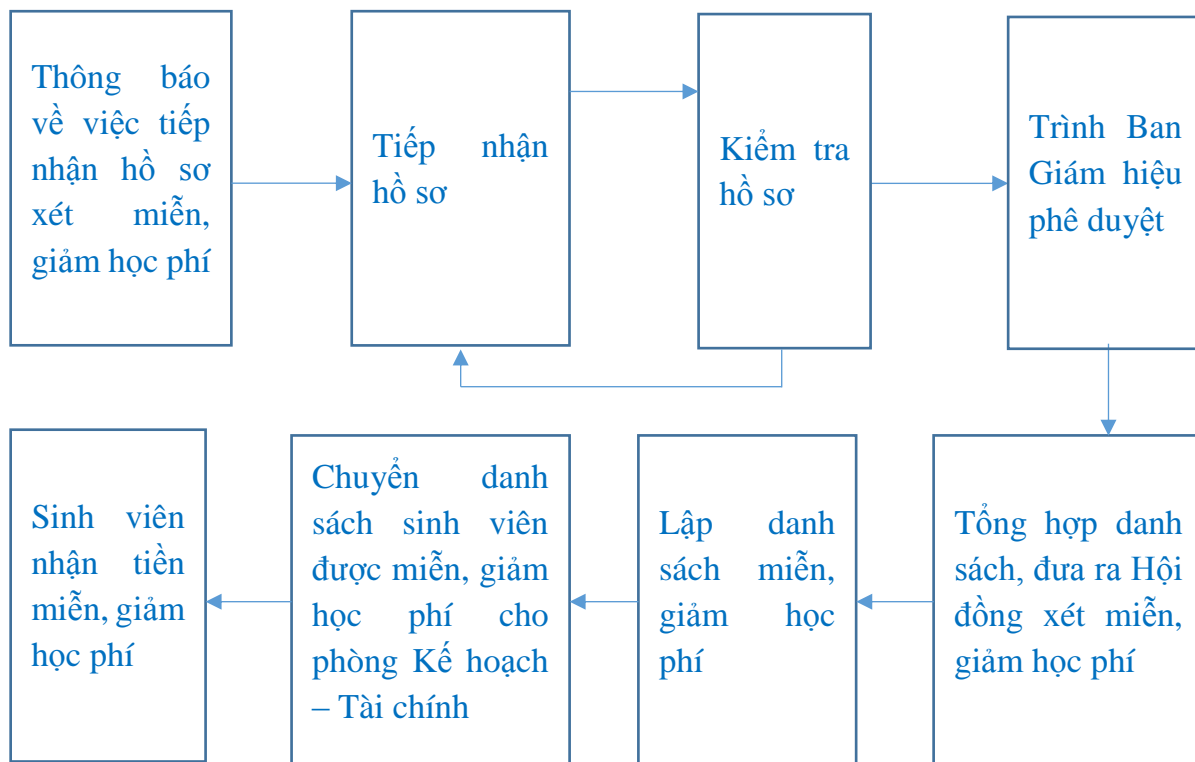 Thông báo
về việc tiếp
nhận hồ sơ
xét miễn,
giảm học phí
Tiếp nhận
hồ sơ
Kiểm tra
hồ sơ
Trình Ban
Giám hiệu
phê duyệt
Sinh viên
nhận tiền
miễn, giảm
học phí
Chuyển danh
sách sinh viên
được miễn, giảm
học phí cho
phòng Kế hoạch
– Tài chính
Lập danh
sách miễn,
giảm học
phí
Tổng hợp danh
sách, đưa ra Hội
đồng xét miễn,
giảm học phí